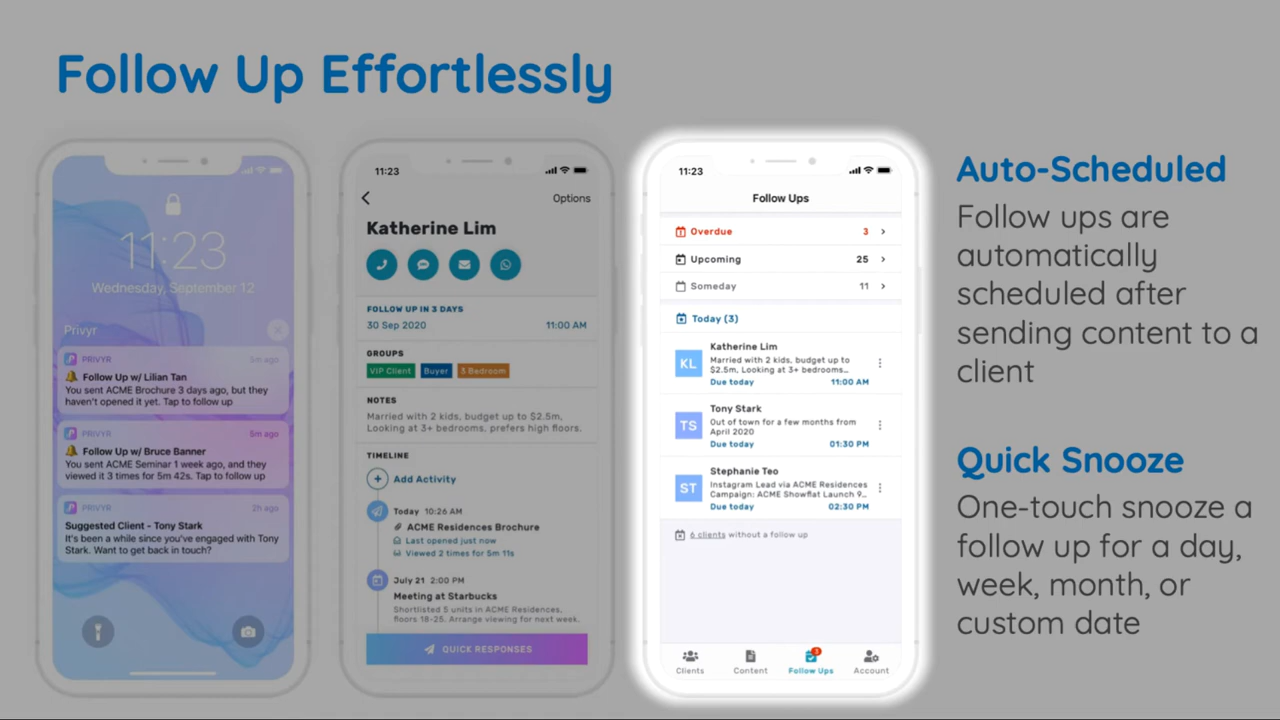 Follow Up Effortlessly
11:23
Wednesday, September 12
Privyr
PRIVYR
5m ago
Follow Up w/ Lilian Tan
You sent ACME Brochure 3 days ago, but they
haven't opened it yet. Tap to follow up
PRIVYR
8m ago
Follow Up w/ Bruce Banner
You sent ACME Seminar 1 week ago, and they
viewed it 3 times for 5m 42s. Tap to follow up
PRIVYR
2h ago
Suggested Client - Tony Stark
It's been a while since you've engaged with Tony
Stark. Want to get back in touch?
11:23
Options
Katherine Lim
FOLLOW UP IN 3 DAYS
30 Sep 2020 11:00 AM
GROUPS
VIP Client Buyer 3 Bedroom
NOTES
Married with 2 kids, budget up to $2.5m,
Looking at 3+ bedrooms, prefers high floors.
TIMELINE
Add Activity
Today 10:26 AM
ACME Residences Brochure
Last opened just now
Viewed 2 times for 5m 11s
July 21 2:00 PM
Meeting at Starbucks
Shortlisted 5 units in ACME Residences,
floors 18-25. Arrange viewing for next week.
QUICK RESPONSES
11:23
Follow Ups
Overdue 3
Upcoming 25
Someday 11
Today (3)
KL
Katherine Lim
Married with 2 kids, budget up to
$2.5m, Looking at 3+ bedrooms...
Due today 11:00 AM
TS
Tony Stark
Out of town for a few months from
April 2020
Due today 01:30 PM
ST
Stephanie Teo
Instagram Lead via ACME Residences
Campaign: ACME Showflat Launch 9...
Due today 02:30 PM
6 clients without a follow up
3
Clients Content Follow Ups Account
Auto-Scheduled
Follow ups are
automatically
scheduled after
sending content to a
client
Quick Snooze
One-touch snooze a
follow up for a day,
week, month, or
custom date